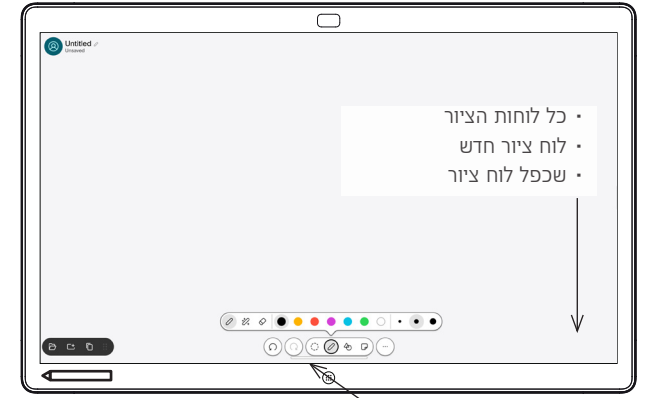 Untitled
Unsaved
• כל לוחות הציור
• לוח ציור חדש
• שכפל לוח ציור